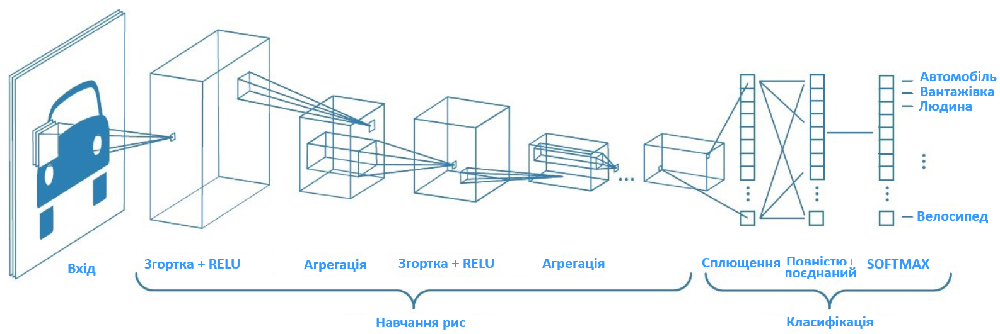 Автомобіль
Вантажівка
Людина
Велосипед
Вхід
Згортка + RELU
Агрегація
Згортка + RELU
Агрегація
Сплющення
Повністю
поєднаний
SOFTMAX
Навчання рис
Класифікація